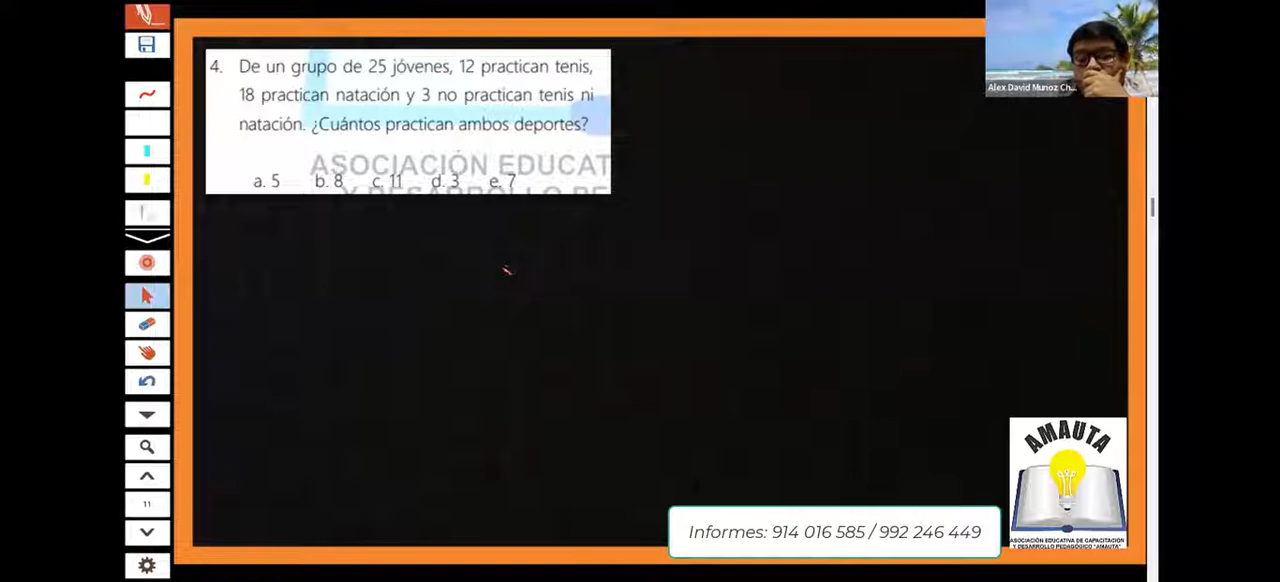 Alex David Munoz Ch...
4. De un grupo de 25 jóvenes, 12 practican tenis,
18 practican natación y 3 no practican tenis ni
natación. ¿Cuántos practican ambos deportes?
ASOCIACIÓN EDUCAT
a. 5 b. 8 c. 11 d. 3 e. 7
Y DESARROLLO PE
11
AMAUTA
ASOCIACIÓN EDUCATIVA DE CAPACITACIÓN
Y DESARROLLO PEDAGÓGICO "AMAUTA"
Informes: 914 016 585 / 992 246 449